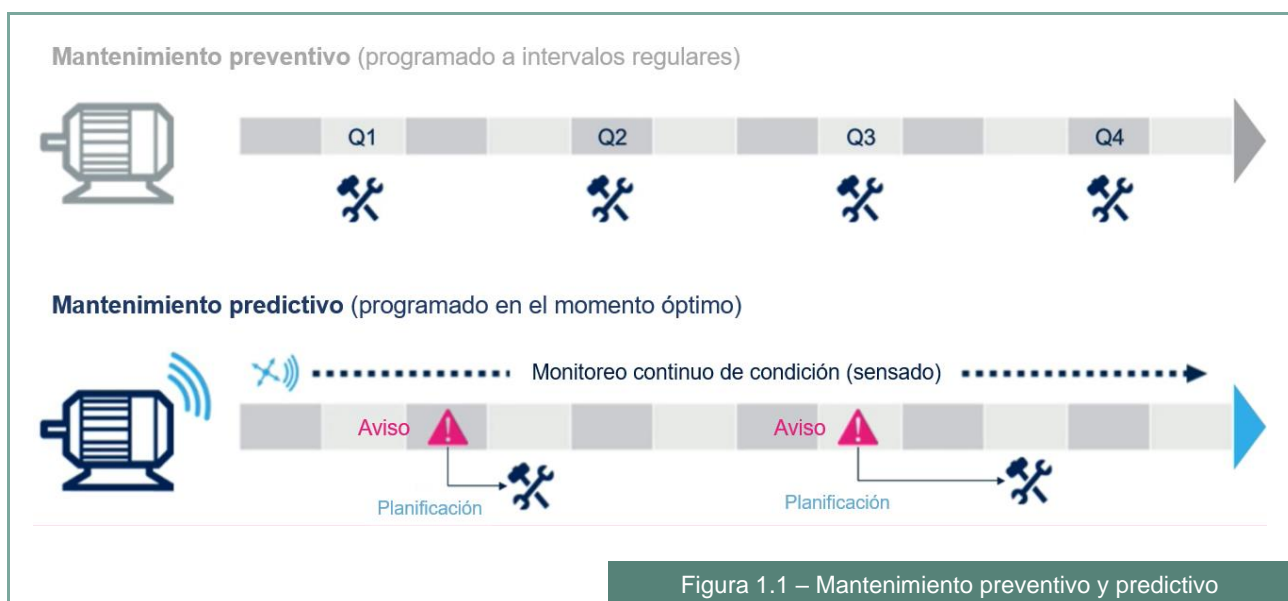 Mantenimiento preventivo (programado a intervalos regulares)
Q1 Q2 Q3 Q4
Mantenimiento predictivo (programado en el momento óptimo)
Monitoreo continuo de condición (sensado)
Aviso Aviso
Planificación Planificación
Figura 1.1 – Mantenimiento preventivo y predictivo